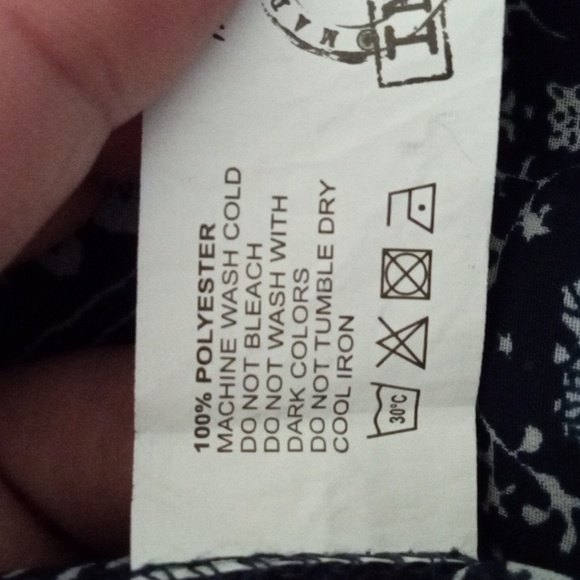 100% POLYESTER
MACHINE WASH COLD
DO NOT BLEACH
DO NOT WASH WITH
DARK COLORS
DO NOT TUMBLE DRY
COOL IRON
30°C